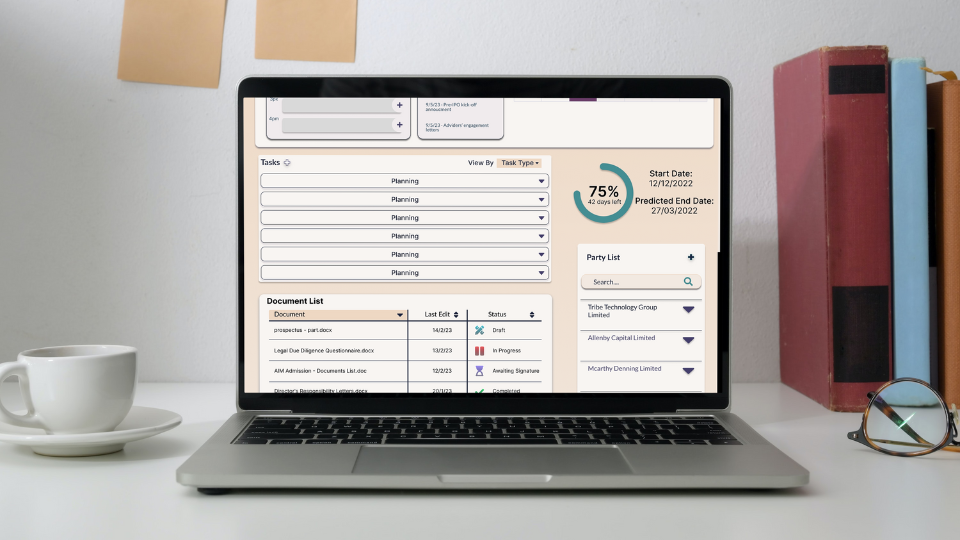 4pm
9/5/23 - Pre-IPO kick-off
announcement
9/5/23 - Advisers' engagement
letters
Tasks
View By Task Type
Planning
Planning
Planning
Planning
Planning
Planning
75%
42 days left
Start Date:
12/12/2022
Predicted End Date:
27/03/2022
Party List
Search...
Tribe Technology Group
Limited
Allenby Capital Limited
Mcarthy Denning Limited
Document List
Document Last Edit Status
prospectus - part.docx 14/2/23 Draft
Legal Due Diligence Questionnaire.docx 13/2/23 In Progress
AIM Admission - Documents List.doc 12/2/23 Awaiting Signature
Director's Responsibility Letters.docx 20/1/23 Completed